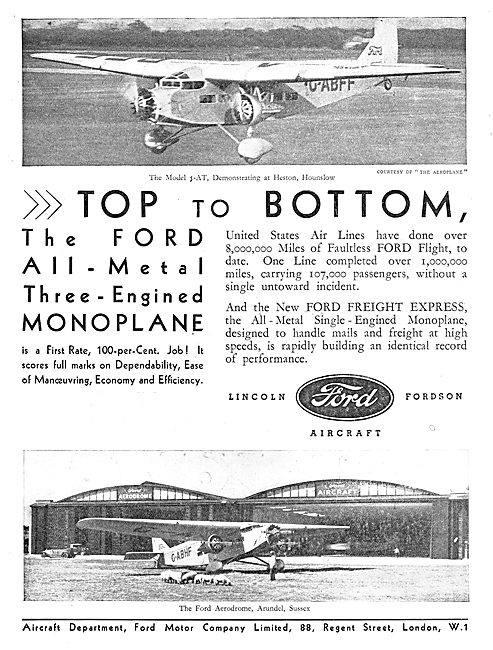 Ford
G-ABFF
COURTESY OF "THE AEROPLANE"
The Model 5-AT, Demonstrating at Heston, Hounslow
TOP TO BOTTOM,
The FORD
All-Metal
Three-Engined
MONOPLANE
is a First Rate, 100-per-Cent. Job! It
scores full marks on Dependability, Ease
of Manœuvring, Economy and Efficiency.
United States Air Lines have done over
8,000,000 Miles of Faultless FORD Flight, to
date. One Line completed over 1,000,000
miles, carrying 107,000 passengers, without a
single untoward incident.
And the New FORD FREIGHT EXPRESS,
the All-Metal Single-Engined Monoplane,
designed to handle mails and freight at high
speeds, is rapidly building an identical record
of performance.
LINCOLN Ford FORDSON
AIRCRAFT
Ford
AERODROME
AIRCRAFT
G-ABHF
The Ford Aerodrome, Arundel, Sussex
Aircraft Department, Ford Motor Company Limited, 88, Regent Street, London, W.1